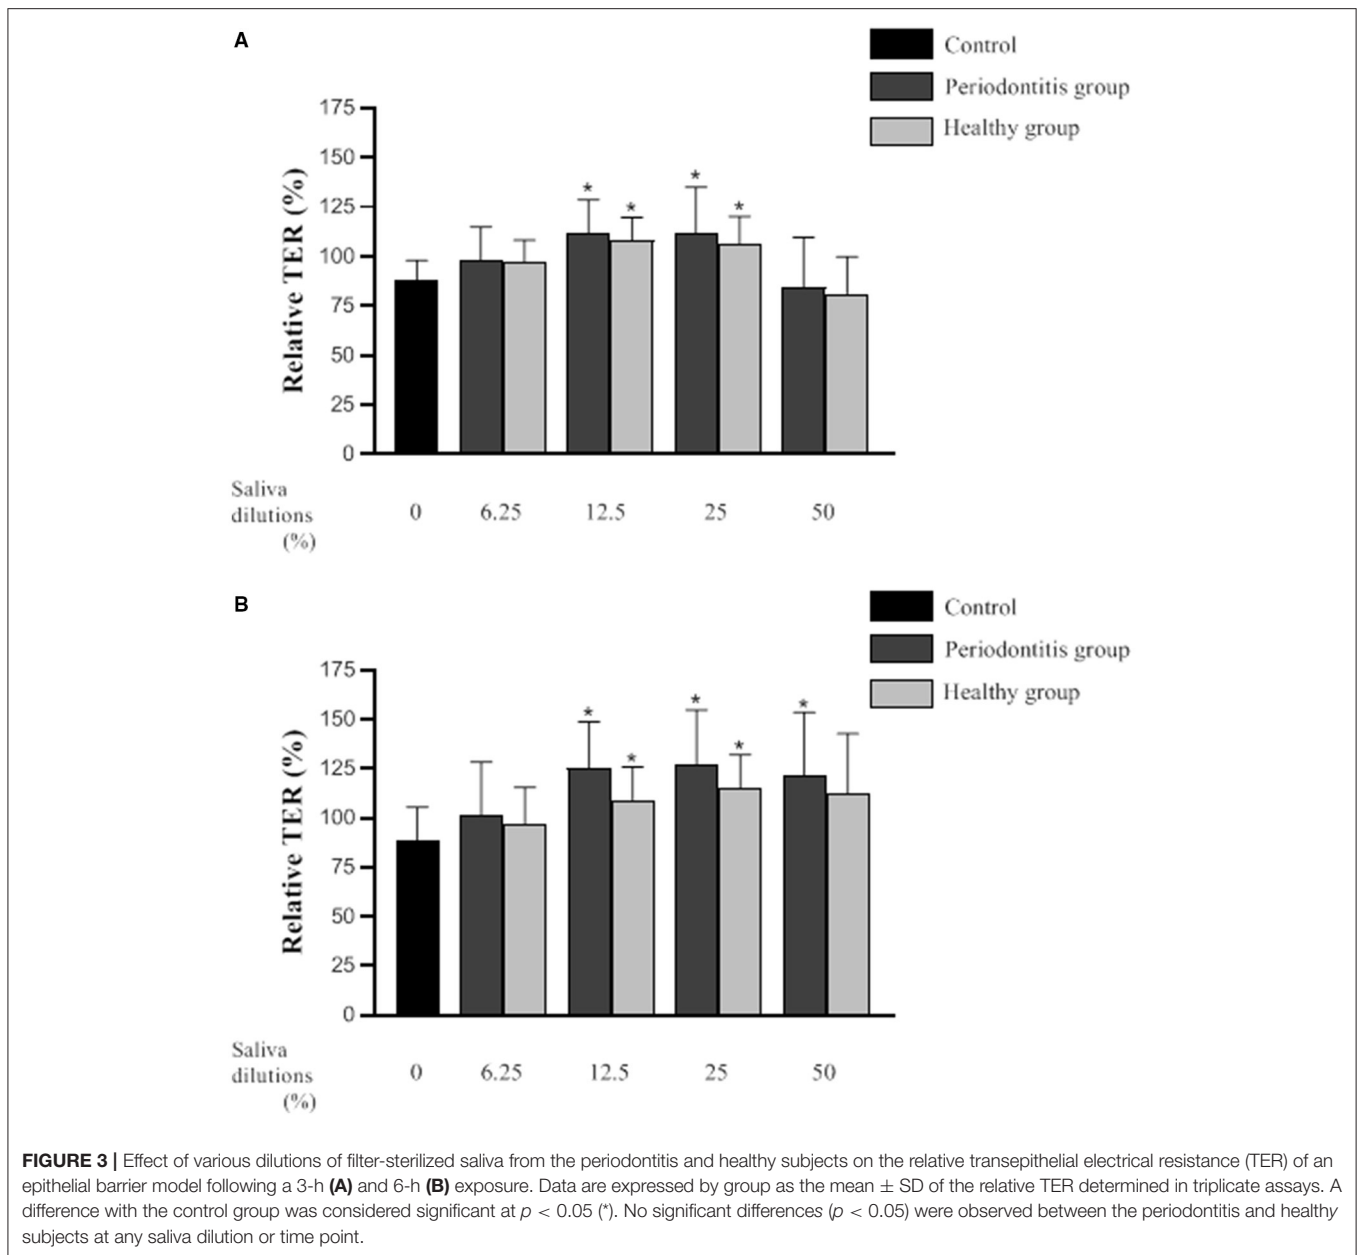 A
Control
Periodontitis group
Healthy group
175
150
125
100
75
50
25
0
Relative TER (%)
* * * *
Saliva
dilutions
(%)
0 6.25 12.5 25 50
B
Control
Periodontitis group
Healthy group
175
150
125
100
75
50
25
0
Relative TER (%)
* * * * *
Saliva
dilutions
(%)
0 6.25 12.5 25 50
FIGURE 3 | Effect of various dilutions of filter-sterilized saliva from the periodontitis and healthy subjects on the relative transepithelial electrical resistance (TER) of an
epithelial barrier model following a 3-h (A) and 6-h (B) exposure. Data are expressed by group as the mean ± SD of the relative TER determined in triplicate assays. A
difference with the control group was considered significant at p < 0.05 (*). No significant differences (p < 0.05) were observed between the periodontitis and healthy
subjects at any saliva dilution or time point.